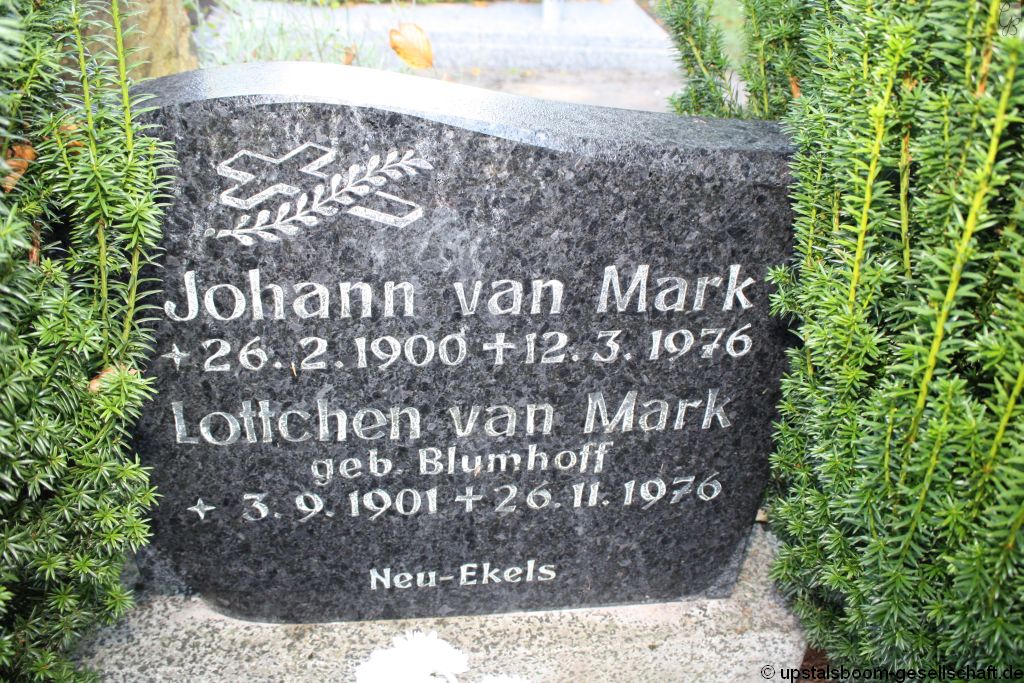 Johann van Mark
26. 2. 1900 ✝ 12. 3. 1976
Lottchen van Mark
geb. Blumhoff
3. 9. 1901 ✝ 26. 11. 1976
Neu-Ekels
© upstalsboom-gesellschaft.de